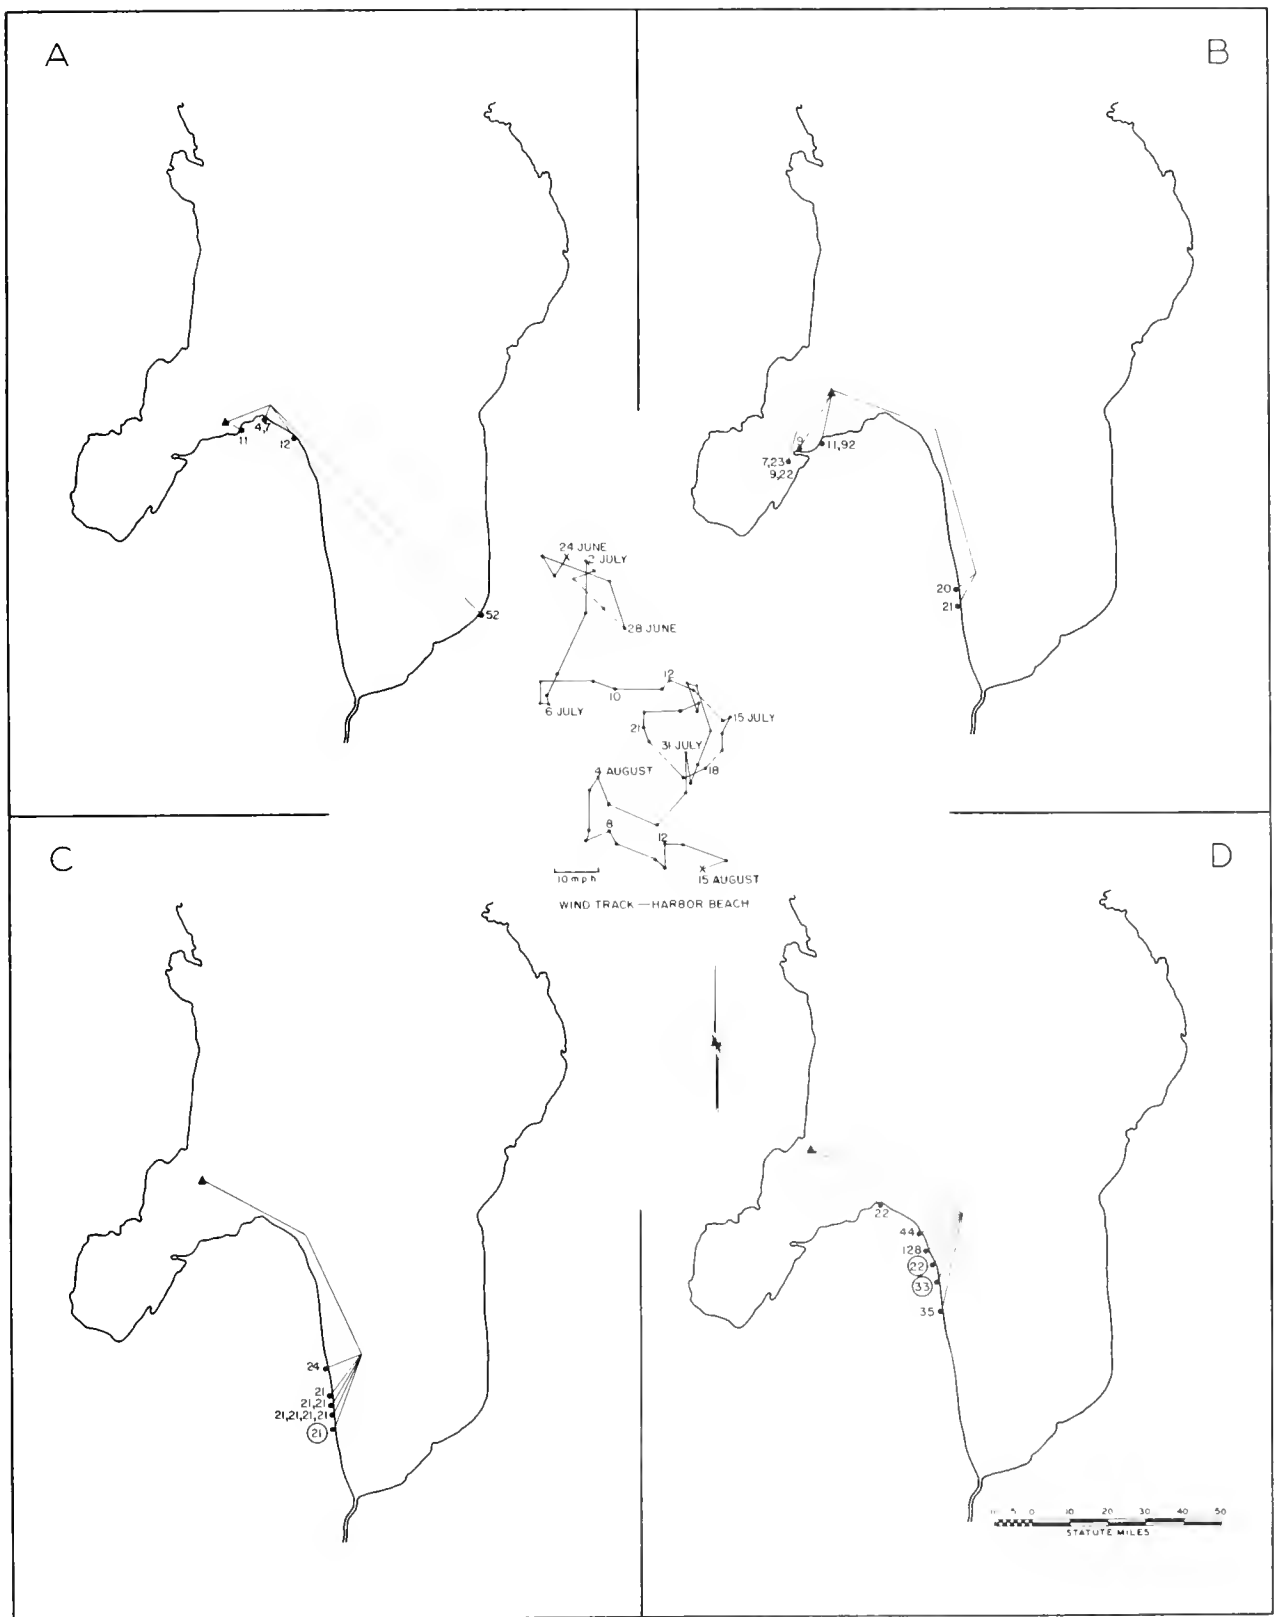 A
B
11
4,7
12
52
9
11,92
7,23
9,22
20
21
24 JUNE
2 JULY
28 JUNE
12
10
6 JULY
15 JULY
21
31 JULY
18
4 AUGUST
8
12
10 mph
15 AUGUST
WIND TRACK — HARBOR BEACH
C
D
24
21
21,21
21,21,21,21
21
22
44
128
22
33
35
5 0 10 20 30 40 50
STATUTE MILES